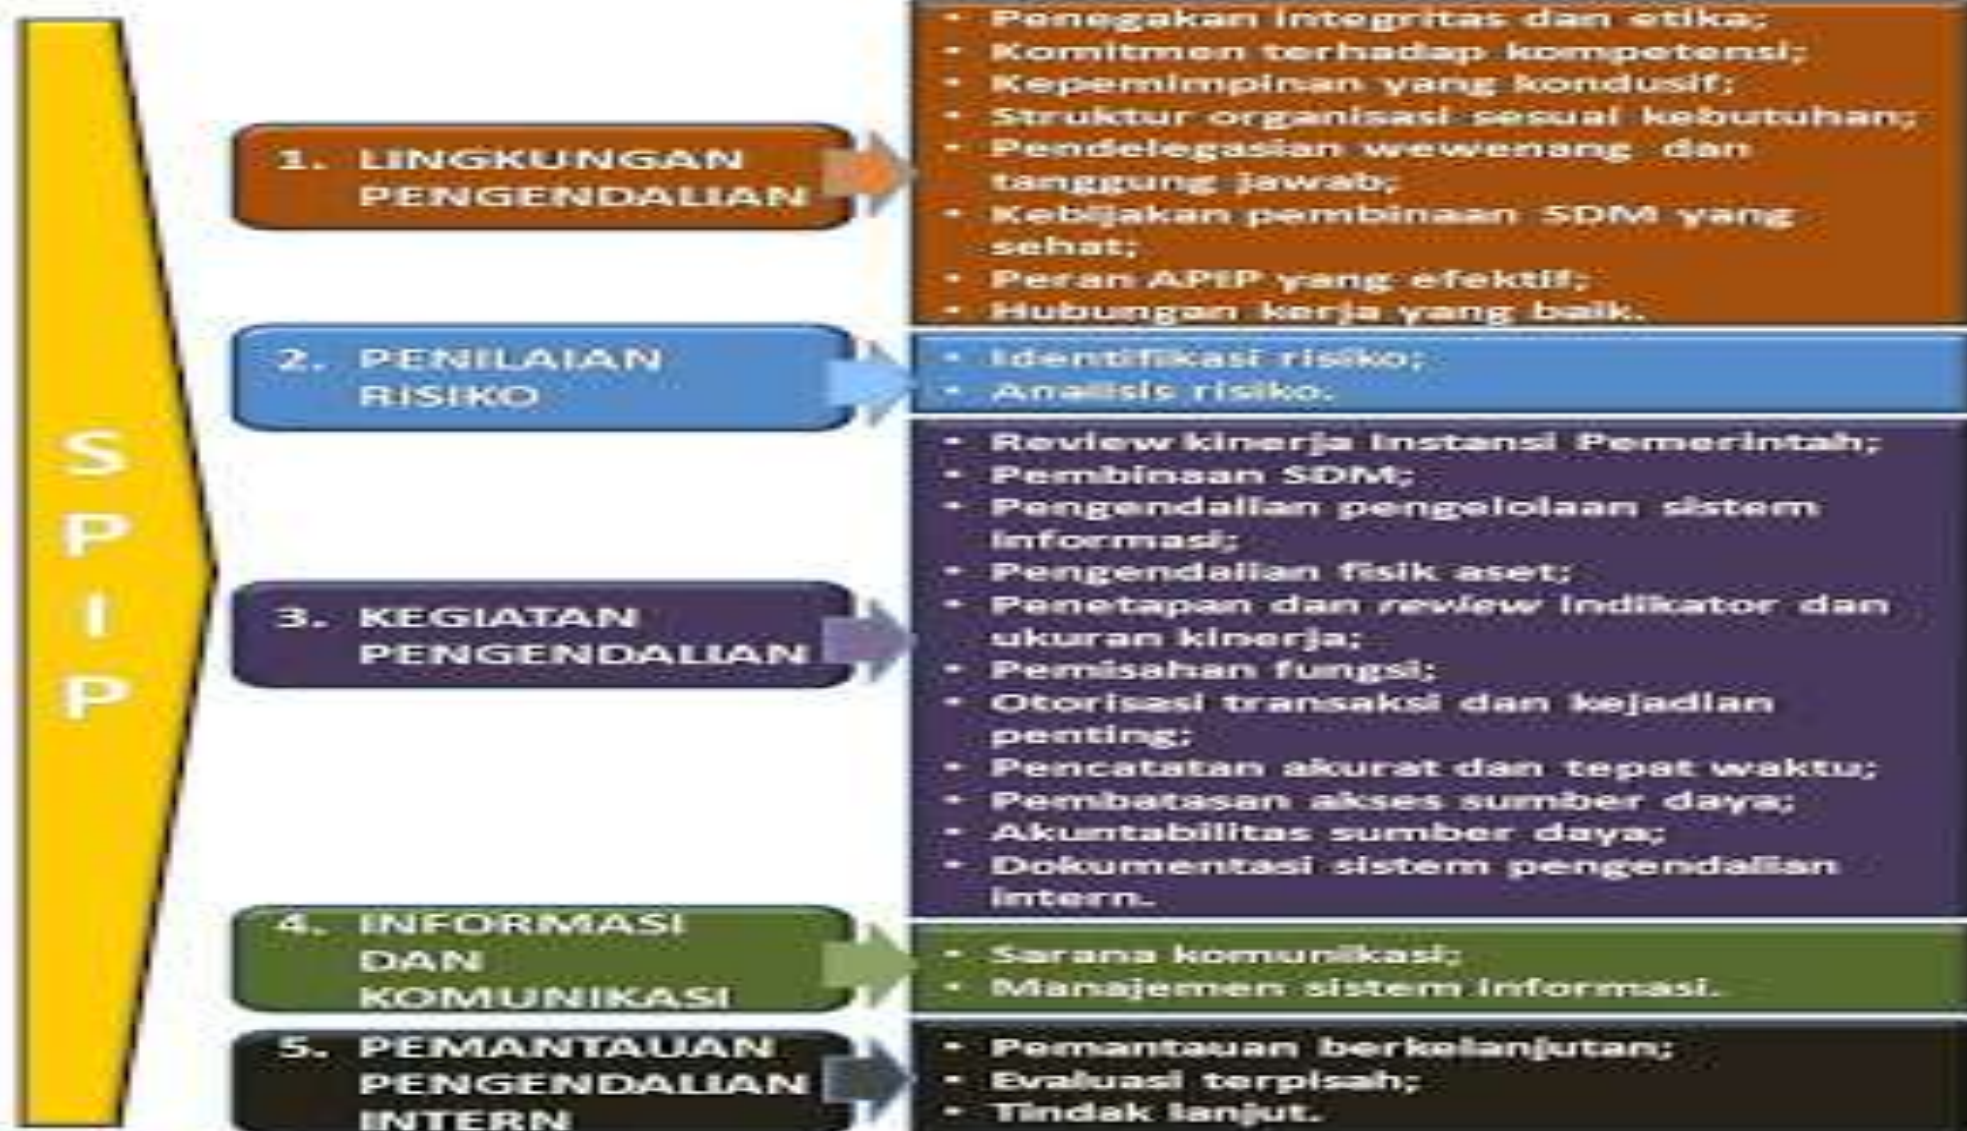 S
P
I
P
1. LINGKUNGAN
PENGENDALIAN
• Penegakan integritas dan etika;
• Komitmen terhadap kompetensi;
• Kepemimpinan yang kondusif;
• Struktur organisasi sesuai kebutuhan;
• Pendelegasian wewenang dan
tanggung jawab;
• Kebijakan pembinaan SDM yang
sehat;
• Peran APIP yang efektif;
• Hubungan kerja yang baik.
2. PENILAIAN
RISIKO
• Identifikasi risiko;
• Analisis risiko.
3. KEGIATAN
PENGENDALIAN
• Review kinerja Instansi Pemerintah;
• Pembinaan SDM;
• Pengendalian pengelolaan sistem
informasi;
• Pengendalian fisik aset;
• Penetapan dan review indikator dan
ukuran kinerja;
• Pemisahan fungsi;
• Otorisasi transaksi dan kejadian
penting;
• Pencatatan akurat dan tepat waktu;
• Pembatasan akses sumber daya;
• Akuntabilitas sumber daya;
• Dokumentasi sistem pengendalian
intern.
4. INFORMASI
DAN
KOMUNIKASI
• Sarana komunikasi;
• Manajemen sistem informasi.
5. PEMANTAUAN
PENGENDALIAN
INTERN
• Pemantauan berkelanjutan;
• Evaluasi terpisah;
• Tindak lanjut.